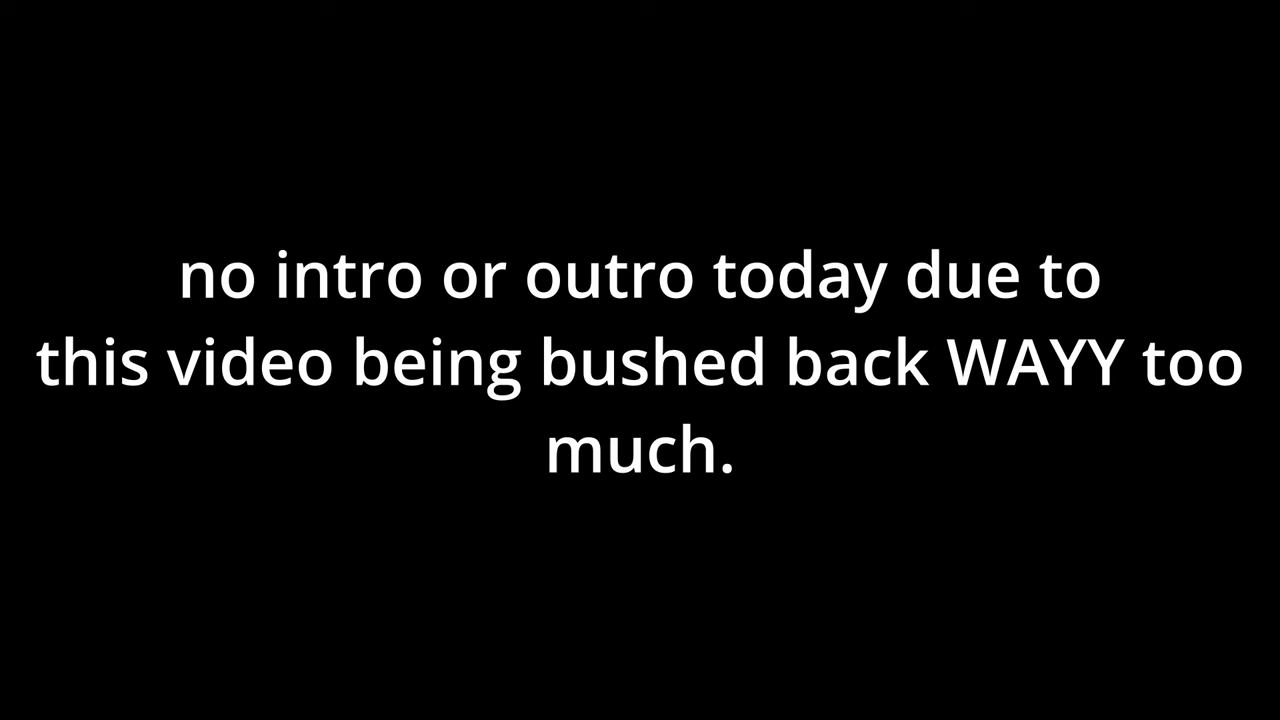 no intro or outro today due to
this video being bushed back WAYY too
much.